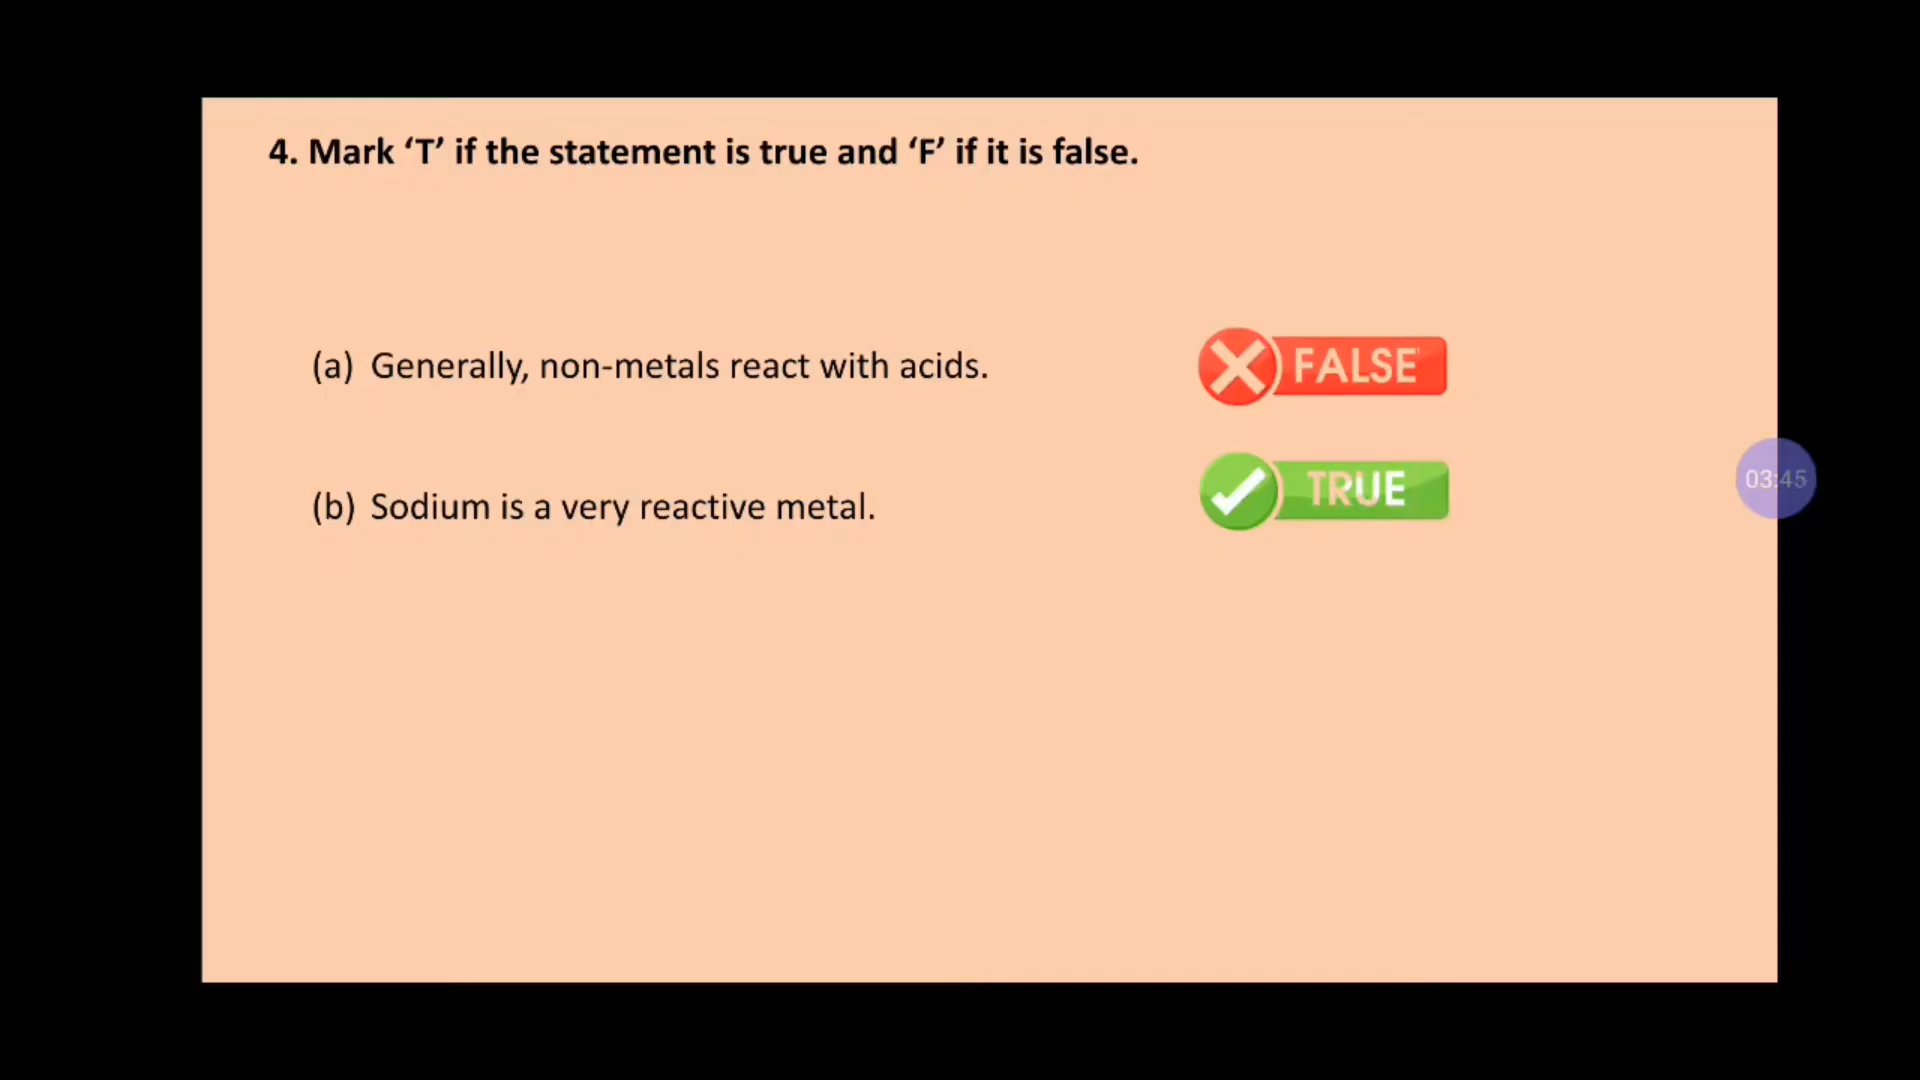 4. Mark ‘T’ if the statement is true and ‘F’ if it is false.
(a) Generally, non-metals react with acids.
FALSE
(b) Sodium is a very reactive metal.
TRUE
03:45